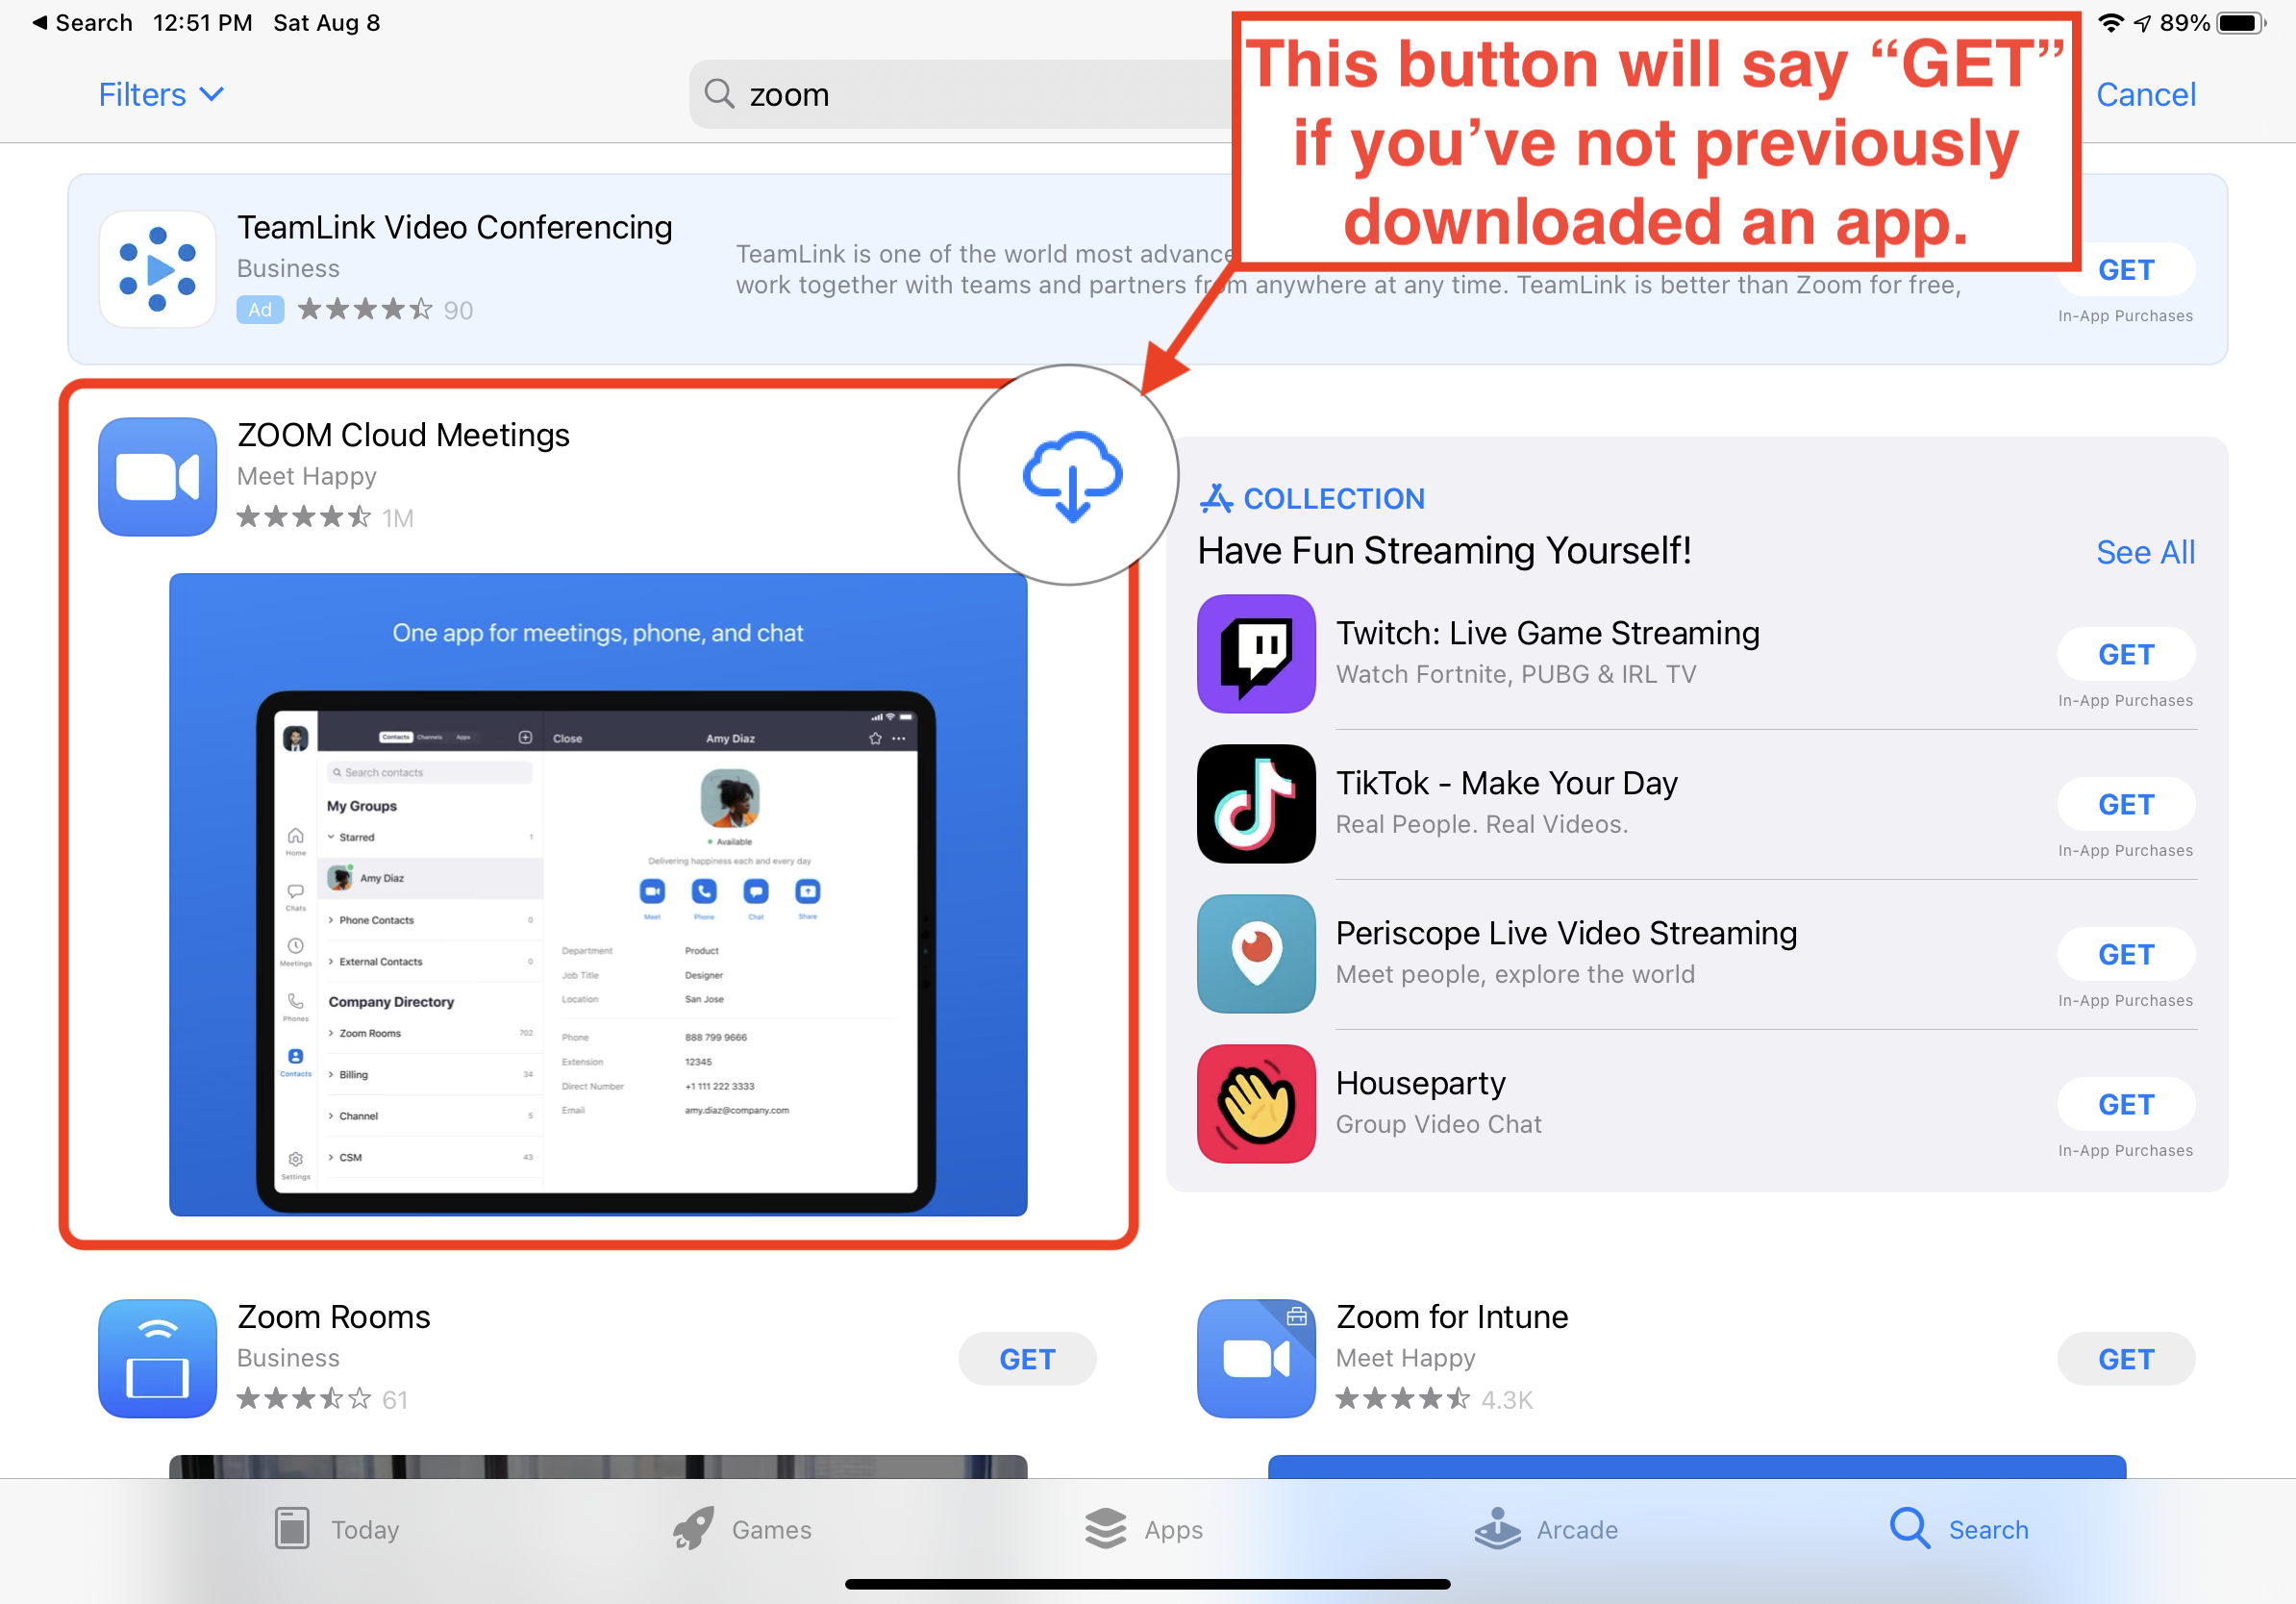 Search 12:51 PM Sat Aug 8
89%
Filters
zoom
Cancel
This button will say “GET”
if you’ve not previously
downloaded an app.
TeamLink Video Conferencing
Business
Ad 90
TeamLink is one of the world most advance
work together with teams and partners from anywhere at any time. TeamLink is better than Zoom for free,
GET
In-App Purchases
ZOOM Cloud Meetings
Meet Happy
1M
One app for meetings, phone, and chat
Contacts Channels Apps
Close
Amy Diaz
Search contacts
My Groups
Starred 1
Amy Diaz
Phone Contacts 0
External Contacts 0
Company Directory
Zoom Rooms 702
Billing 34
Channel 5
CSM 43
Home
Chats
Meetings
Phones
Contacts
Settings
Available
Delivering happiness each and every day
Meet Phone Chat Share
Department Product
Job Title Designer
Location San Jose
Phone 888 799 9666
Extension 12345
Direct Number +1 111 222 3333
Email amy.diaz@company.com
COLLECTION
Have Fun Streaming Yourself!
See All
Twitch: Live Game Streaming
Watch Fortnite, PUBG & IRL TV
GET
In-App Purchases
TikTok - Make Your Day
Real People. Real Videos.
GET
In-App Purchases
Periscope Live Video Streaming
Meet people, explore the world
GET
In-App Purchases
Houseparty
Group Video Chat
GET
In-App Purchases
Zoom Rooms
Business
61
GET
Zoom for Intune
Meet Happy
4.3K
GET
Today
Games
Apps
Arcade
Search